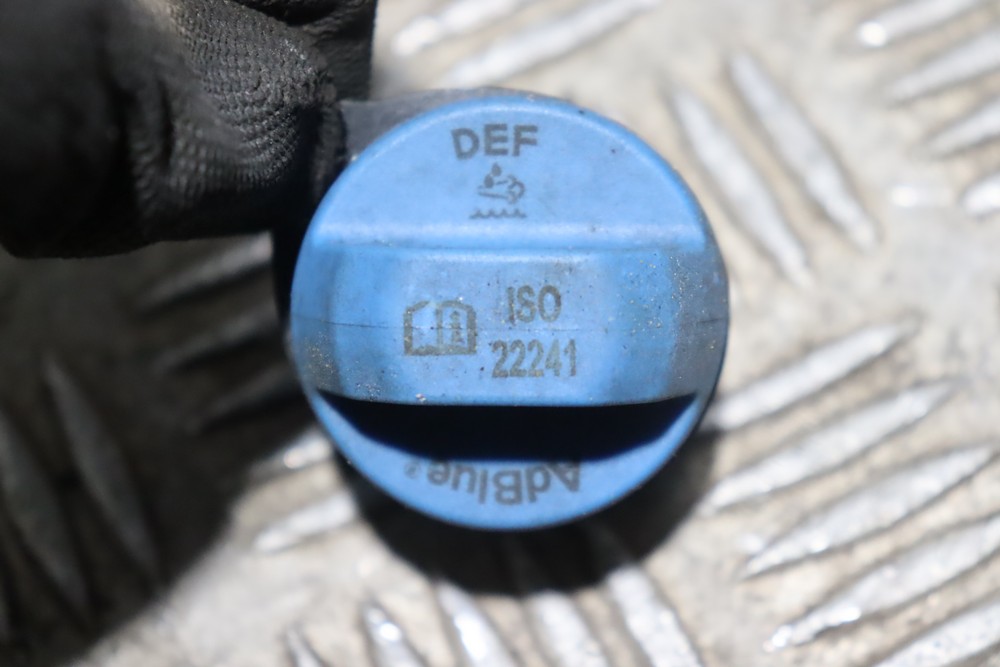 DEF
ISO
22241
AdBlue®